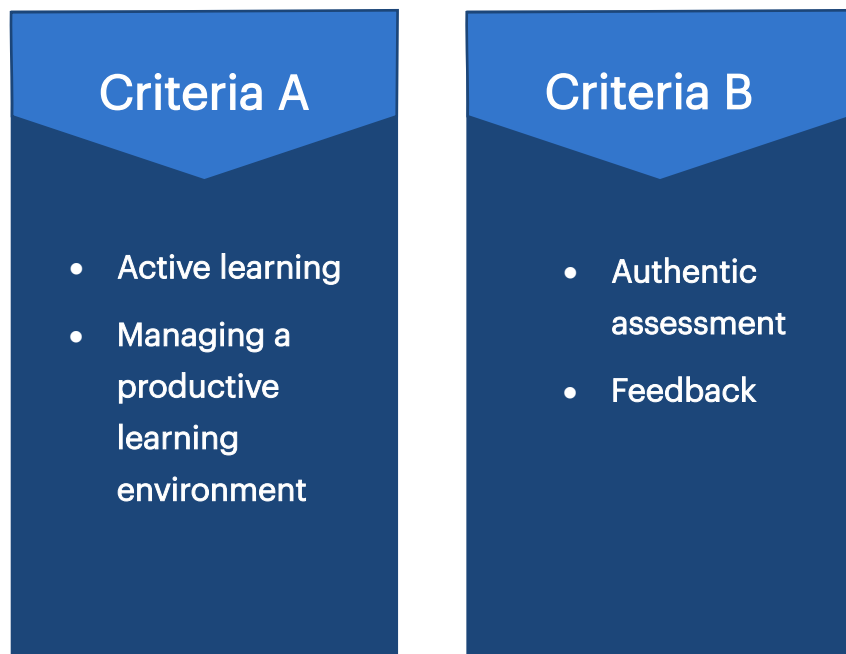 Criteria A
• Active learning
• Managing a
productive
learning
environment
Criteria B
• Authentic
assessment
• Feedback